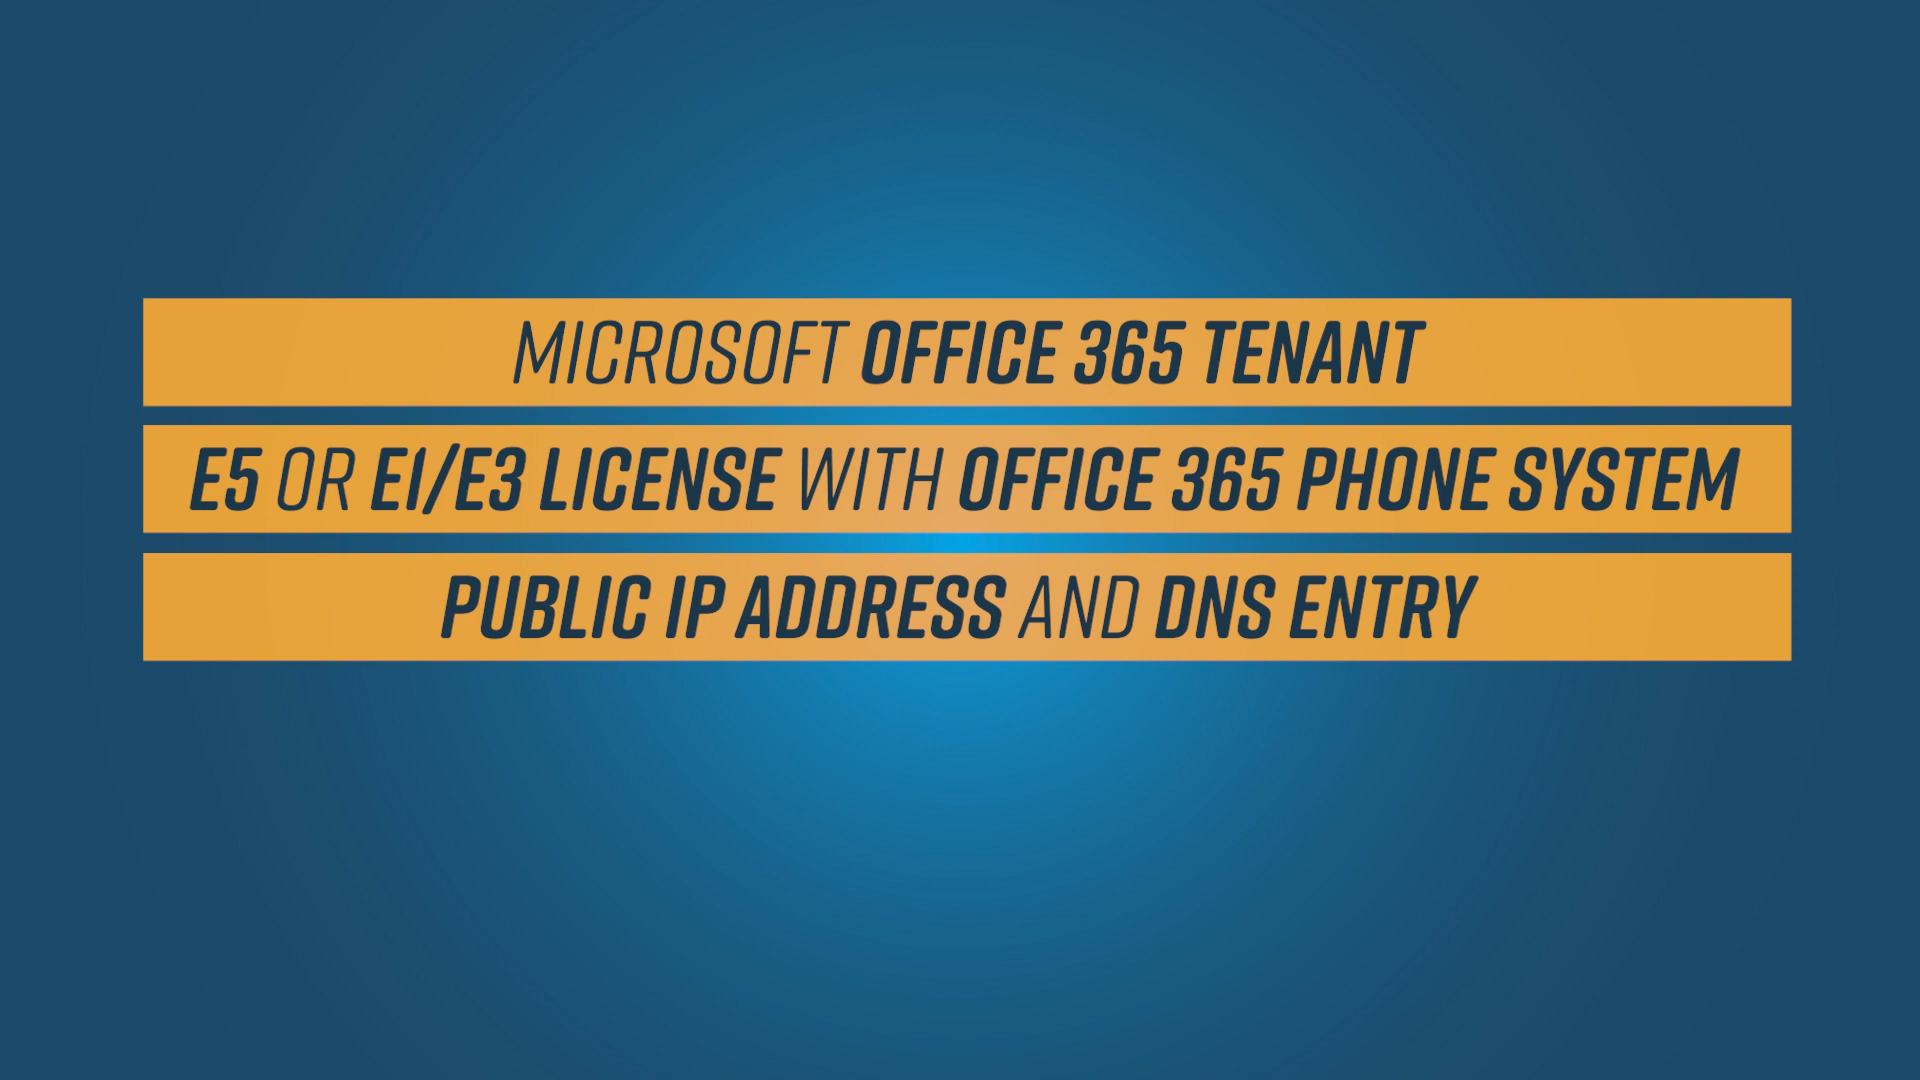 MICROSOFT OFFICE 365 TENANT
E5 OR E1/E3 LICENSE WITH OFFICE 365 PHONE SYSTEM
PUBLIC IP ADDRESS AND DNS ENTRY